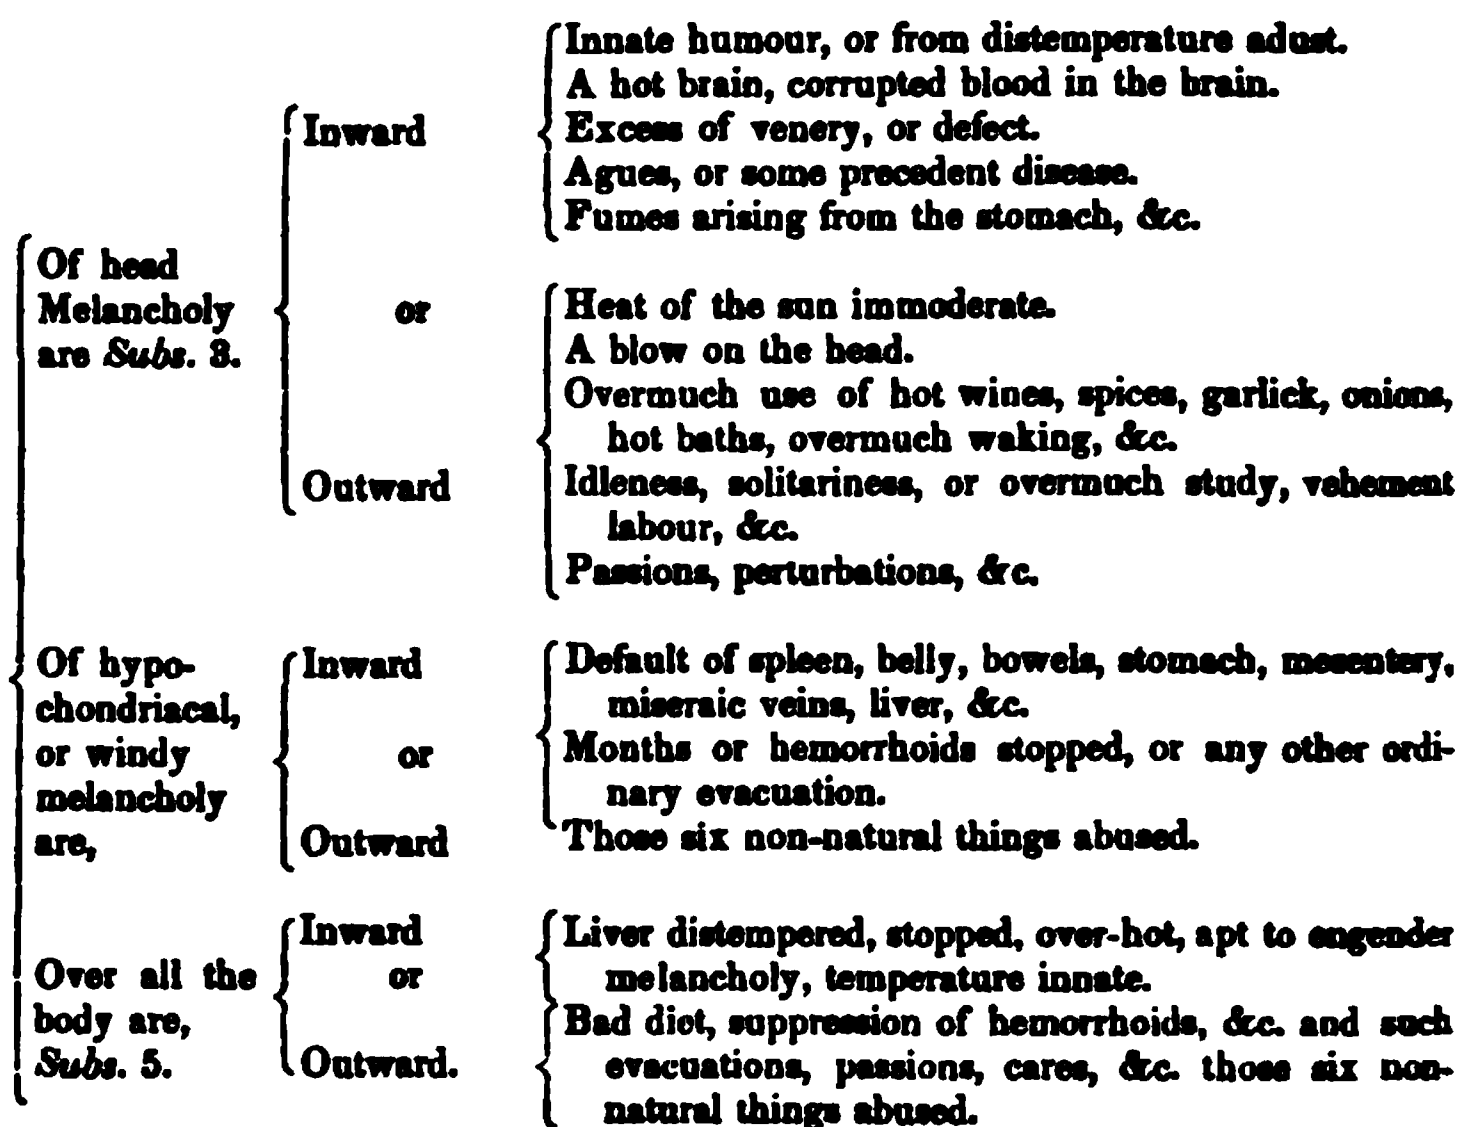 Innate humour, or from distemperature adust.
A hot brain, corrupted blood in the brain.
Inward
Excess of venery, or defect.
Agues, or some precedent disease.
Fumes arising from the stomach, &c.
Of head
Melancholy
are Subs. 3.
or
Heat of the sun immoderate.
A blow on the head.
Overmuch use of hot wines, spices, garlick, onions,
hot baths, overmuch waking, &c.
Outward
Idleness, solitariness, or overmuch study, vehement
labour, &c.
Passions, perturbations, &c.
Of hypo-
chondriacal,
or windy
melancholy
are,
Inward
or
Outward
Default of spleen, belly, bowels, stomach, mesentery,
miseraic veins, liver, &c.
Months or hemorrhoids stopped, or any other ordi-
nary evacuation.
Those six non-natural things abused.
Over all the
body are,
Subs. 5.
Inward
or
Outward.
Liver distempered, stopped, over-hot, apt to engender
melancholy, temperature innate.
Bad diet, suppression of hemorrhoids, &c. and such
evacuations, passions, cares, &c. those six non-
natural things abused.